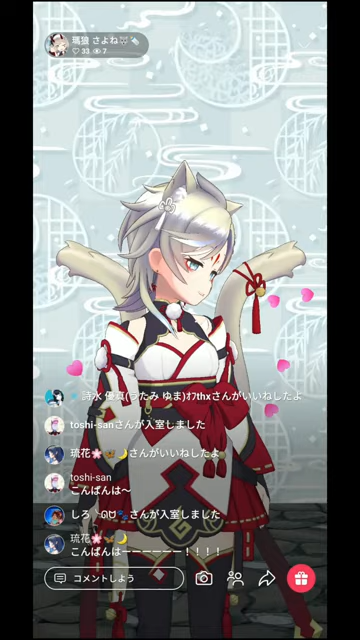 瑪狼 さよね
♡ 33 7
詩水 優真(うたみ ゆま)ｵﾌthxさんがいいねしたよ
toshi-sanさんが入室しました
琉花🌸🦋🌙さんがいいねしたよ
toshi-san
こんばんは～
さんが入室しました
琉花🌸🦋🌙
こんばんはーーーーーー！！！！
コメントしよう